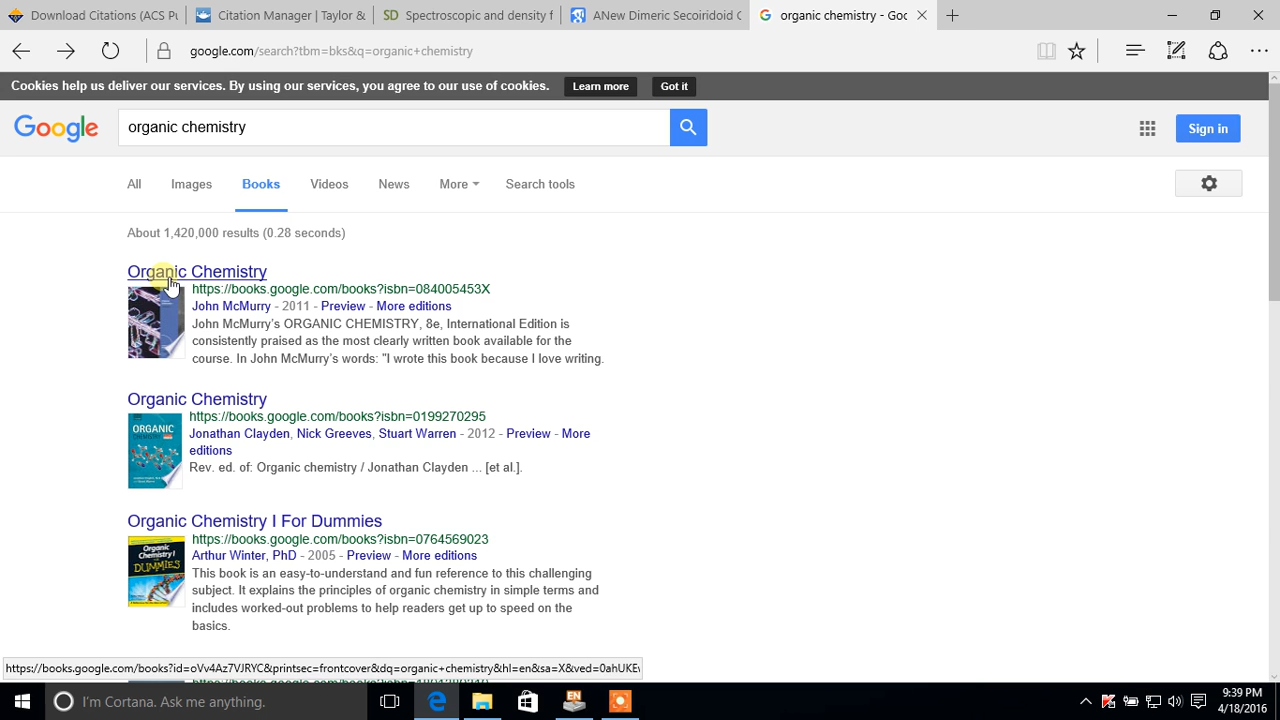 Download Citations (ACS Pu
Citation Manager | Taylor &
SD Spectroscopic and density f
ANew Dimeric Secoiridoid G
organic chemistry - Goo
google.com/search?tbm=bks&q=organic+chemistry
Cookies help us deliver our services. By using our services, you agree to our use of cookies. Learn more Got it
Google organic chemistry Sign in
All Images Books Videos News More Search tools
About 1,420,000 results (0.28 seconds)
Organic Chemistry
https://books.google.com/books?isbn=084005453X
John McMurry - 2011 - Preview - More editions
John McMurry's ORGANIC CHEMISTRY, 8e, International Edition is
consistently praised as the most clearly written book available for the
course. In John McMurry's words: "I wrote this book because I love writing.
Organic Chemistry
https://books.google.com/books?isbn=0199270295
Jonathan Clayden, Nick Greeves, Stuart Warren - 2012 - Preview - More
editions
Rev. ed. of: Organic chemistry / Jonathan Clayden ... [et al.].
ORGANIC
CHEMISTRY
Organic Chemistry I For Dummies
https://books.google.com/books?isbn=0764569023
Arthur Winter, PhD - 2005 - Preview - More editions
This book is an easy-to-understand and fun reference to this challenging
subject. It explains the principles of organic chemistry in simple terms and
includes worked-out problems to help readers get up to speed on the
basics.
Organic
Chemistry I
DUMMIES
https://books.google.com/books?id=oVv4Az7VJRYC&printsec=frontcover&dq=organic+chemistry&hl=en&sa=X&ved=0ahUKEv
I'm Cortana. Ask me anything.
EN
9:39 PM
4/18/2016